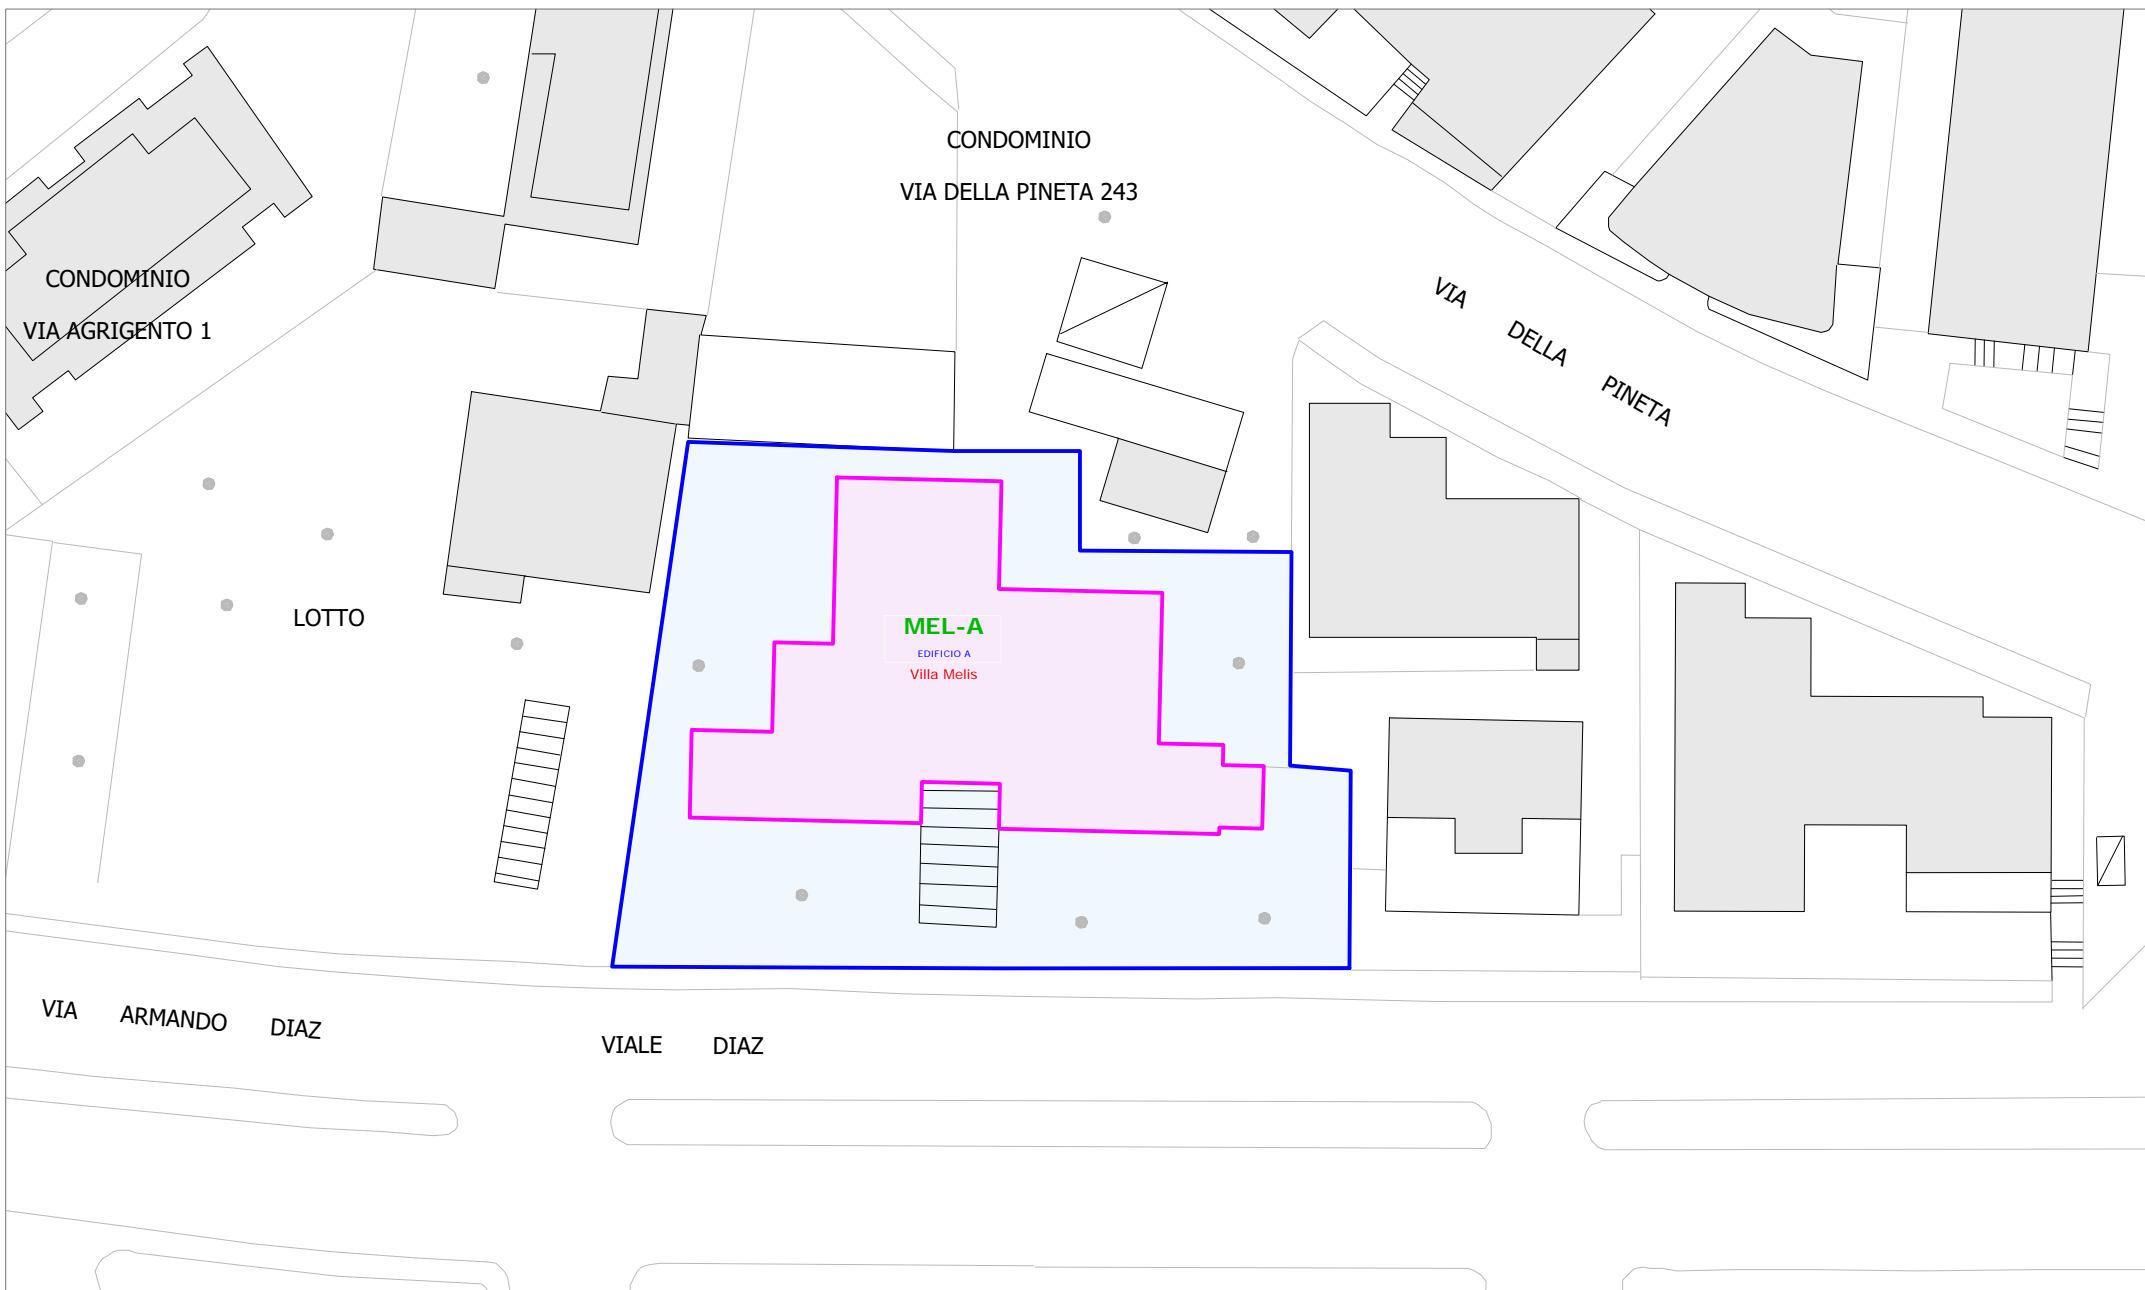 CONDOMINIO
VIA DELLA PINETA 243
CONDOMINIO
VIA AGRIGENTO 1
VIA DELLA PINETA
LOTTO
MEL-A
EDIFICIO A
Villa Melis
VIA ARMANDO DIAZ
VIALE DIAZ